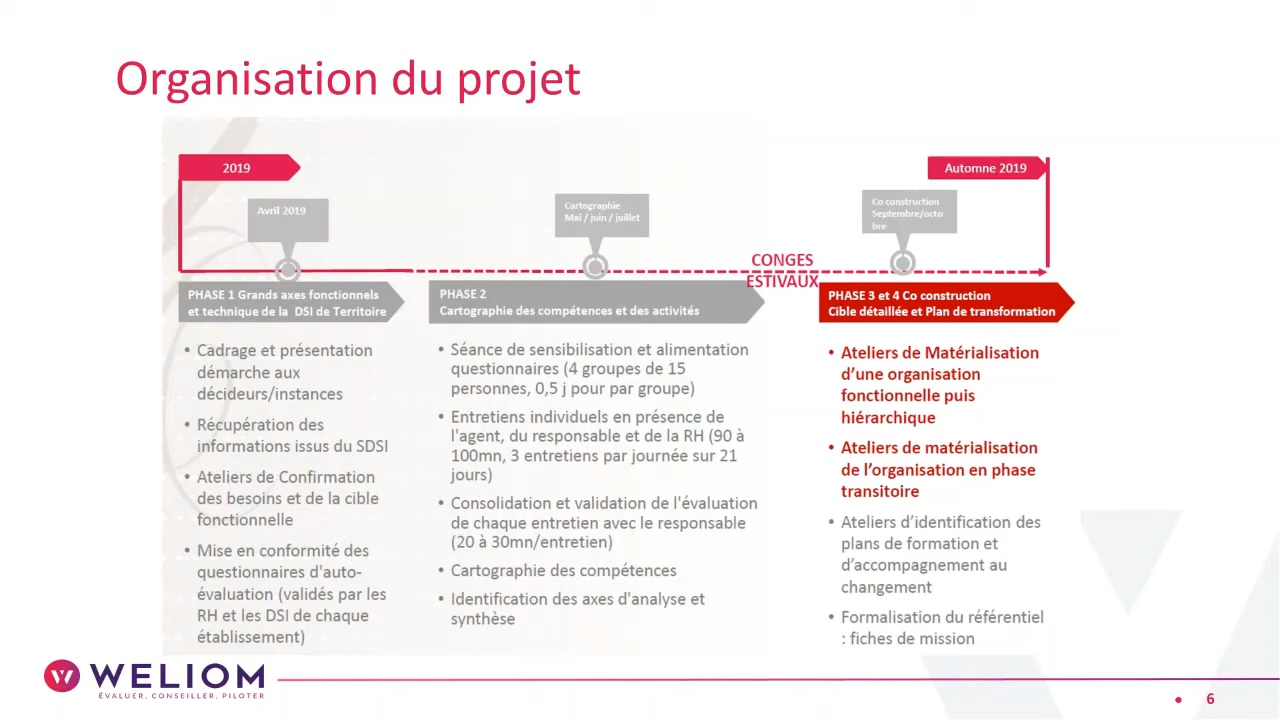 Organisation du projet
2019
Automne 2019
Avril 2019
Cartographie
Mai / juin / juillet
Co construction
Septembre/octo
bre
CONGES
ESTIVAUX
PHASE 1 Grands axes fonctionnels
et technique de la DSI de Territoire
• Cadrage et présentation
démarche aux
décideurs/instances
• Récupération des
informations issus du SDSI
• Ateliers de Confirmation
des besoins et de la cible
fonctionnelle
• Mise en conformité des
questionnaires d'auto-
évaluation (validés par les
RH et les DSI de chaque
établissement)
PHASE 2
Cartographie des compétences et des activités
• Séance de sensibilisation et alimentation
questionnaires (4 groupes de 15
personnes, 0,5 j pour par groupe)
• Entretiens individuels en présence de
l'agent, du responsable et de la RH (90 à
100mn, 3 entretiens par journée sur 21
jours)
• Consolidation et validation de l'évaluation
de chaque entretien avec le responsable
(20 à 30mn/entretien)
• Cartographie des compétences
• Identification des axes d'analyse et
synthèse
PHASE 3 et 4 Co construction
Cible détaillée et Plan de transformation
• Ateliers de Matérialisation
d’une organisation
fonctionnelle puis
hiérarchique
• Ateliers de matérialisation
de l’organisation en phase
transitoire
• Ateliers d’identification des
plans de formation et
d’accompagnement au
changement
• Formalisation du référentiel
: fiches de mission
W WELIOM
ÉVALUER. CONSEILLER. PILOTER
• 6